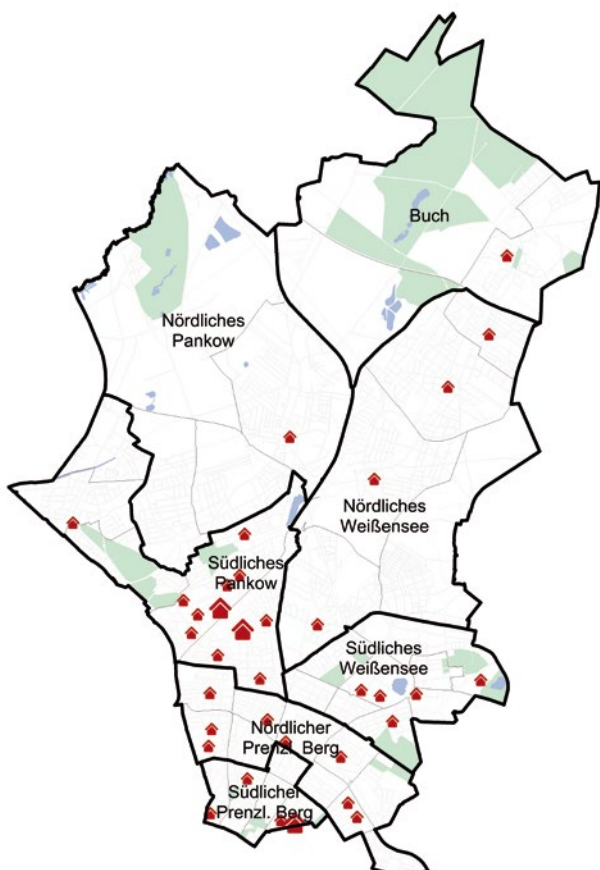 Buch
Nördliches
Pankow
Nördliches
Weißensee
Südliches
Pankow
Südliches
Weißensee
Nördlicher
Prenzl. Berg
Südlicher
Prenzl. Berg